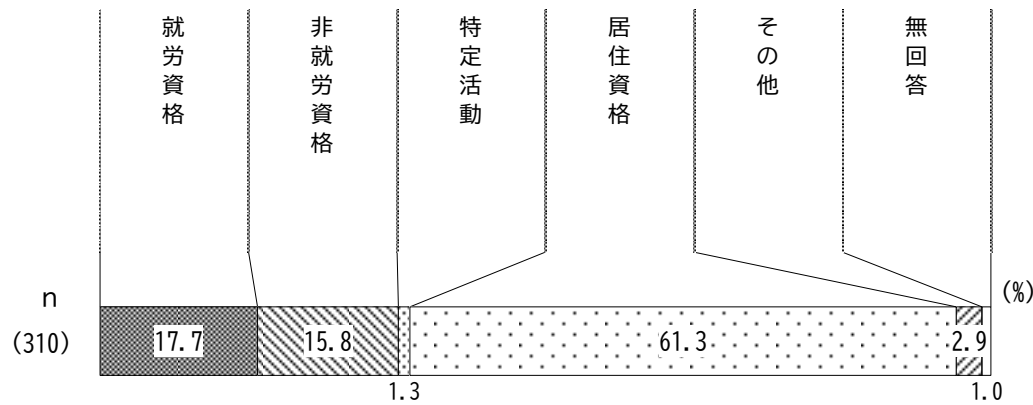 就労資格
非就労資格
特定活動
居住資格
その他
無回答
n
(%)
(310)
17.7
15.8
61.3
2.9
1.3
1.0